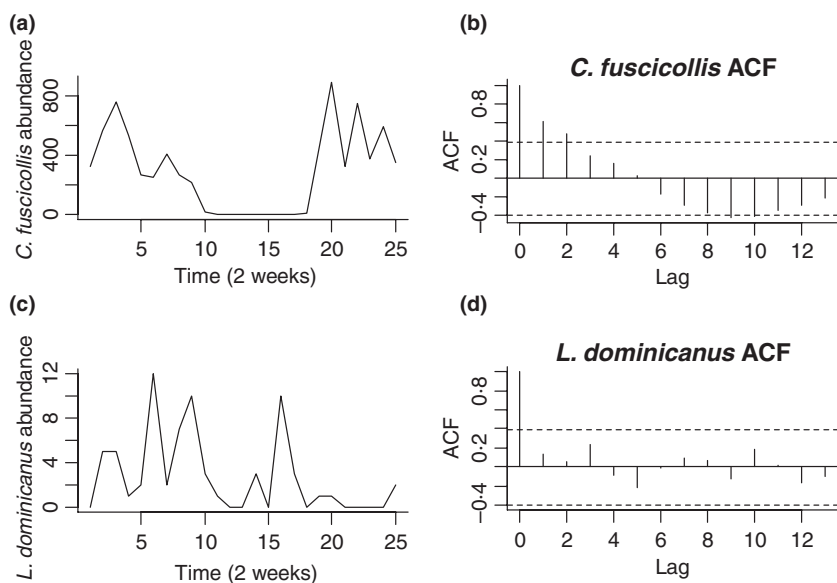 (a)
C. fuscicollis abundance
800
400
0
5 10 15 20 25
Time (2 weeks)
(b)
C. fuscicollis ACF
ACF
0·8
0·2
−0·4
0 2 4 6 8 10 12
Lag
(c)
L. dominicanus abundance
12
8
4
0
5 10 15 20 25
Time (2 weeks)
(d)
L. dominicanus ACF
ACF
0·8
0·2
−0·4
0 2 4 6 8 10 12
Lag